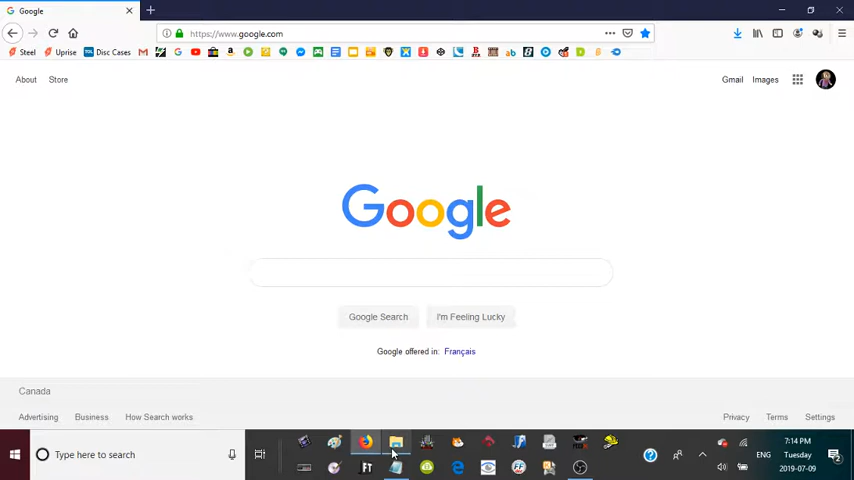 Google
https://www.google.com
Steel Uprise Disc Cases
About Store Gmail Images
Google
Google Search I'm Feeling Lucky
Google offered in: Français
Canada
Advertising Business How Search works Privacy Terms Settings
Type here to search
7:14 PM
ENG Tuesday
2019-07-09